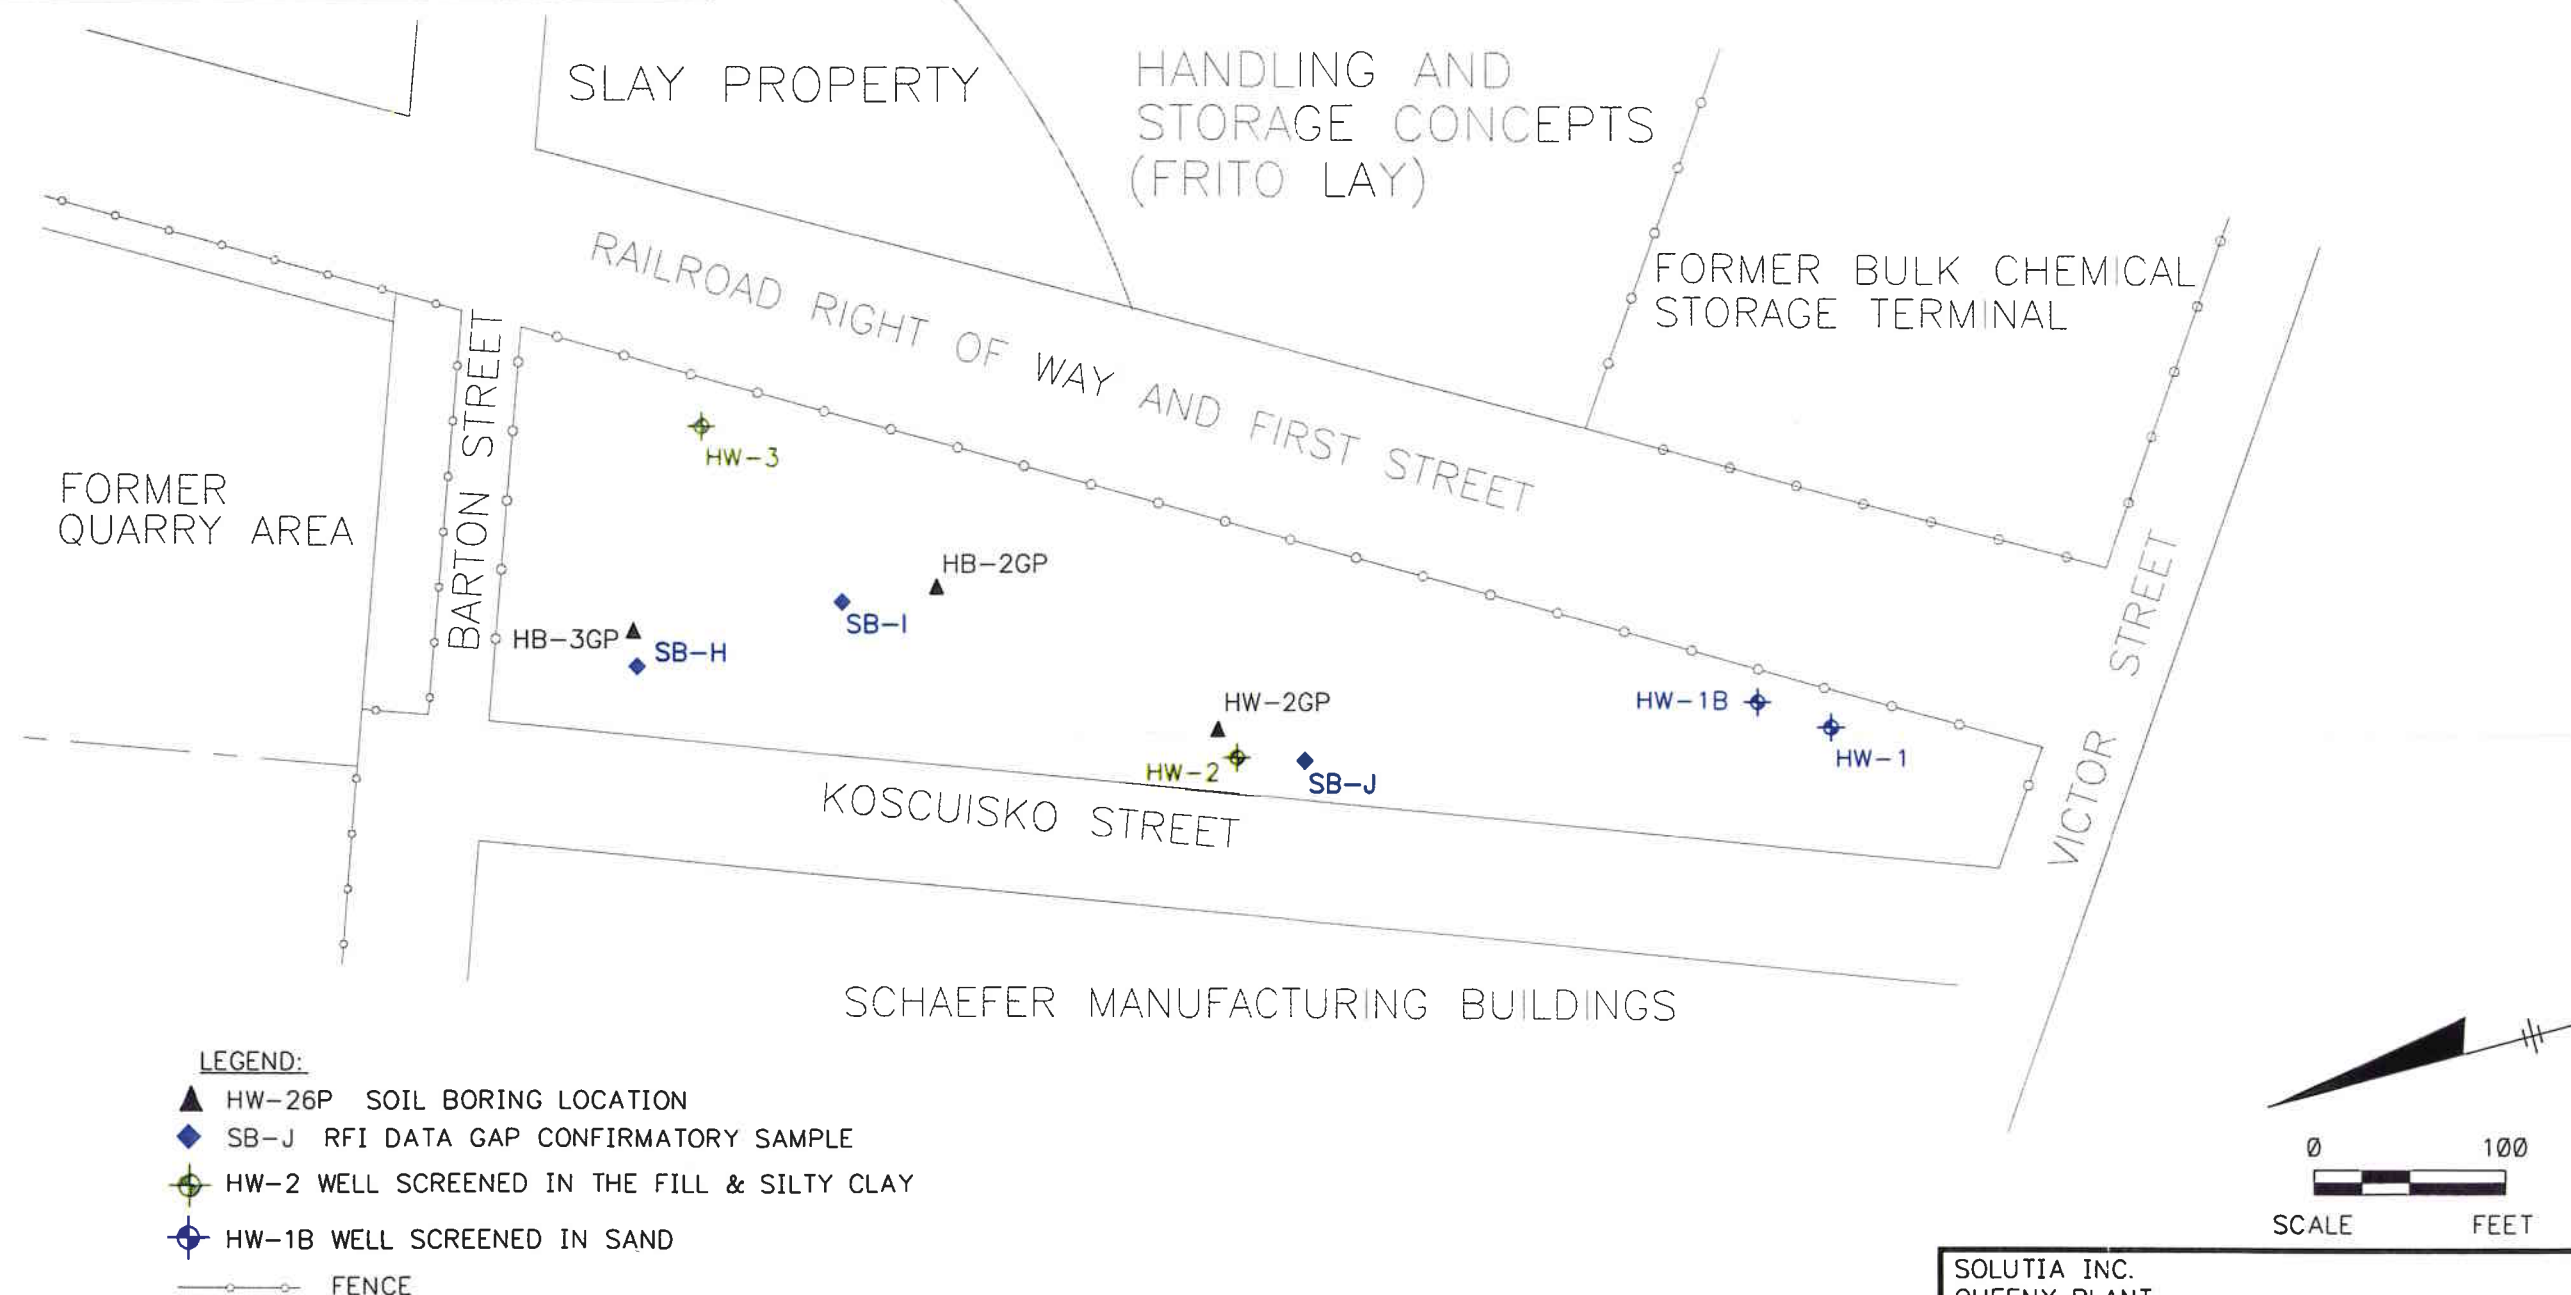 SLAY PROPERTY
HANDLING AND
STORAGE CONCEPTS
(FRITO LAY)
RAILROAD RIGHT OF WAY AND FIRST STREET
FORMER BULK CHEMICAL
STORAGE TERMINAL
BARTON STREET
FORMER
QUARRY AREA
HW-3
HB-2GP
SB-I
HB-3GP
SB-H
HW-2GP
HW-2
SB-J
HW-1B
HW-1
VICTOR STREET
KOSCUISKO STREET
SCHAEFER MANUFACTURING BUILDINGS
LEGEND:
HW-26P SOIL BORING LOCATION
SB-J RFI DATA GAP CONFIRMATORY SAMPLE
HW-2 WELL SCREENED IN THE FILL & SILTY CLAY
HW-1B WELL SCREENED IN SAND
FENCE
0 100
SCALE FEET
SOLUTIA INC.
QUEENY PLANT